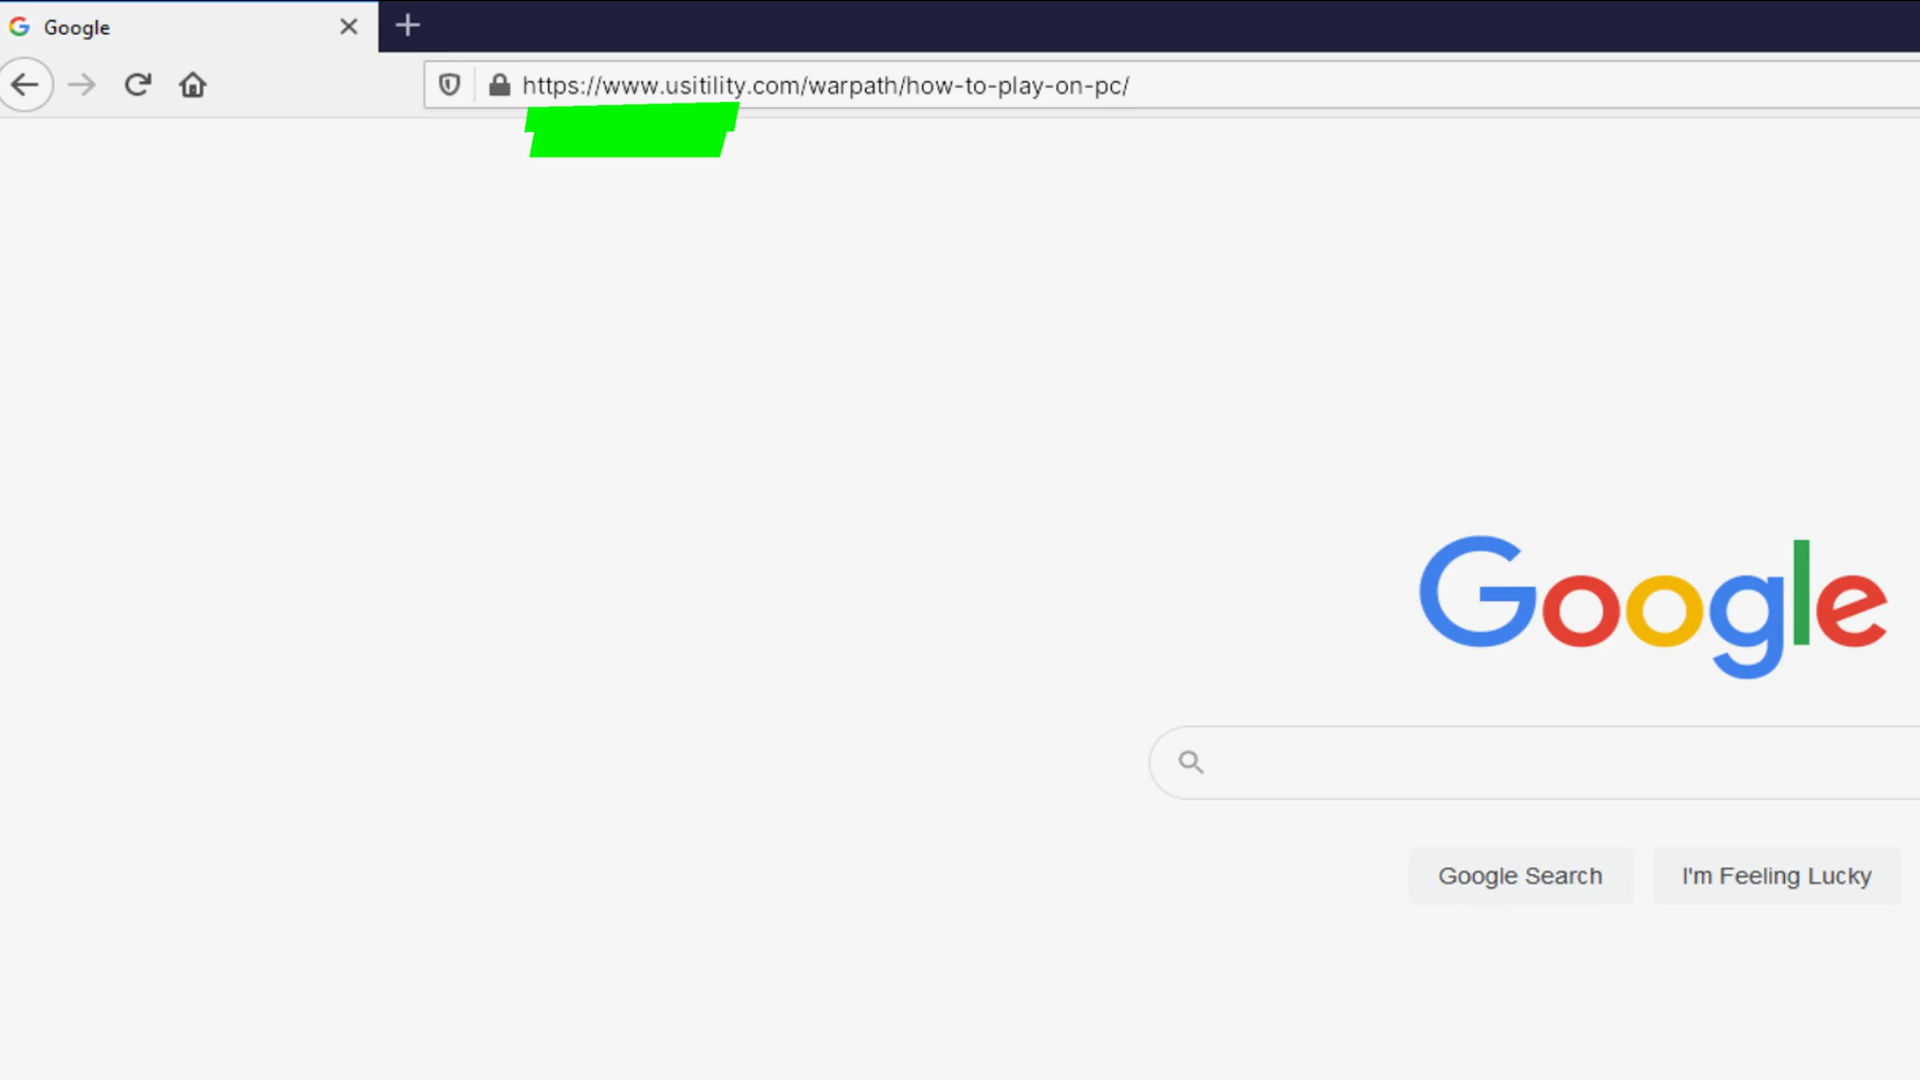 Google
https://www.usitility.com/warpath/how-to-play-on-pc/
Google
Google Search
I'm Feeling Lucky